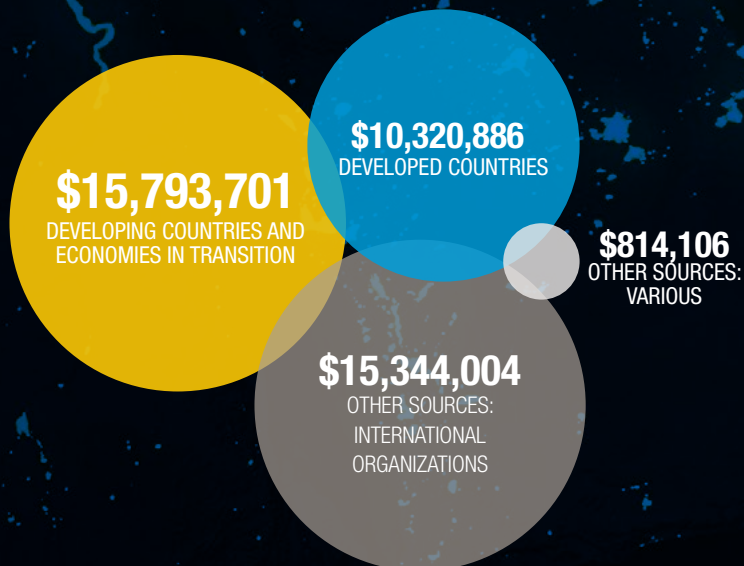 $10,320,886
DEVELOPED COUNTRIES
$15,793,701
DEVELOPING COUNTRIES AND
ECONOMIES IN TRANSITION
$814,106
OTHER SOURCES:
VARIOUS
$15,344,004
OTHER SOURCES:
INTERNATIONAL
ORGANIZATIONS